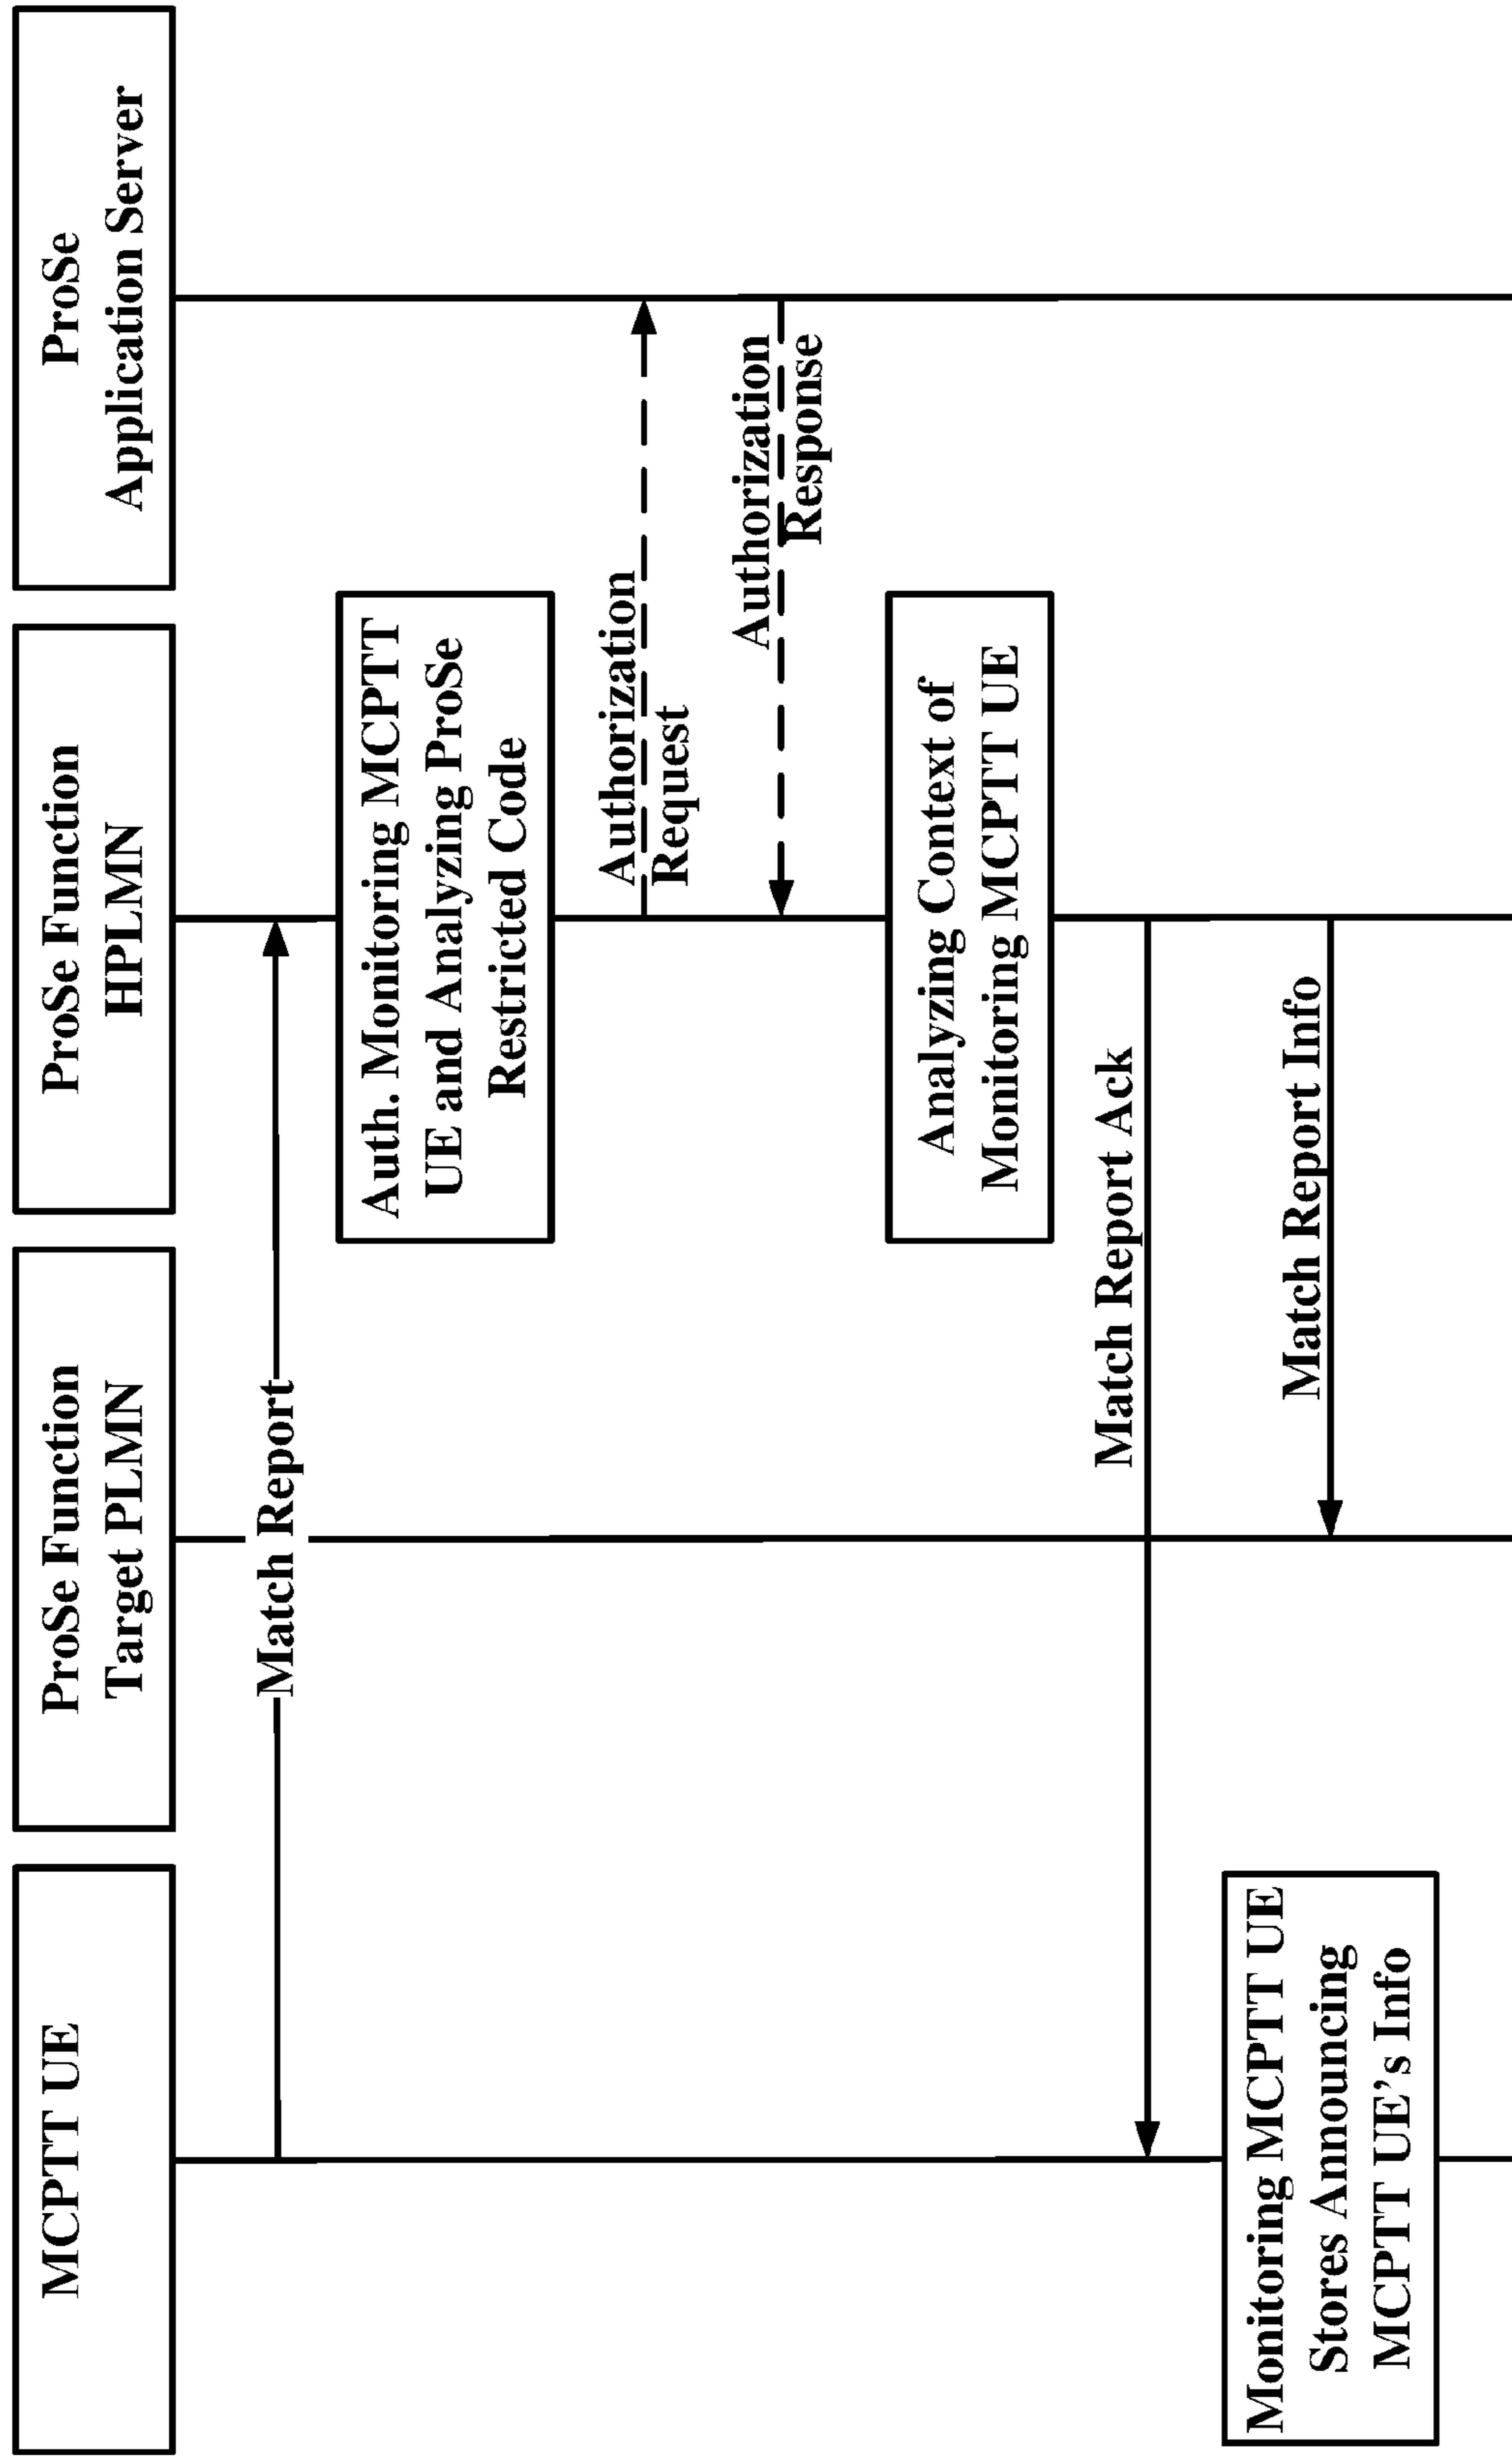 MCPTT UE
ProSe Function
Target PLMN
ProSe Function
HPLMN
ProSe
Application Server
Match Report
Auth. Monitoring MCPTT
UE and Analyzing ProSe
Restricted Code
Authorization
Request
Authorization
Response
Analyzing Context of
Monitoring MCPTT UE
Match Report Ack
Monitoring MCPTT UE
Stores Announcing
MCPTT UE's Info
Match Report Info